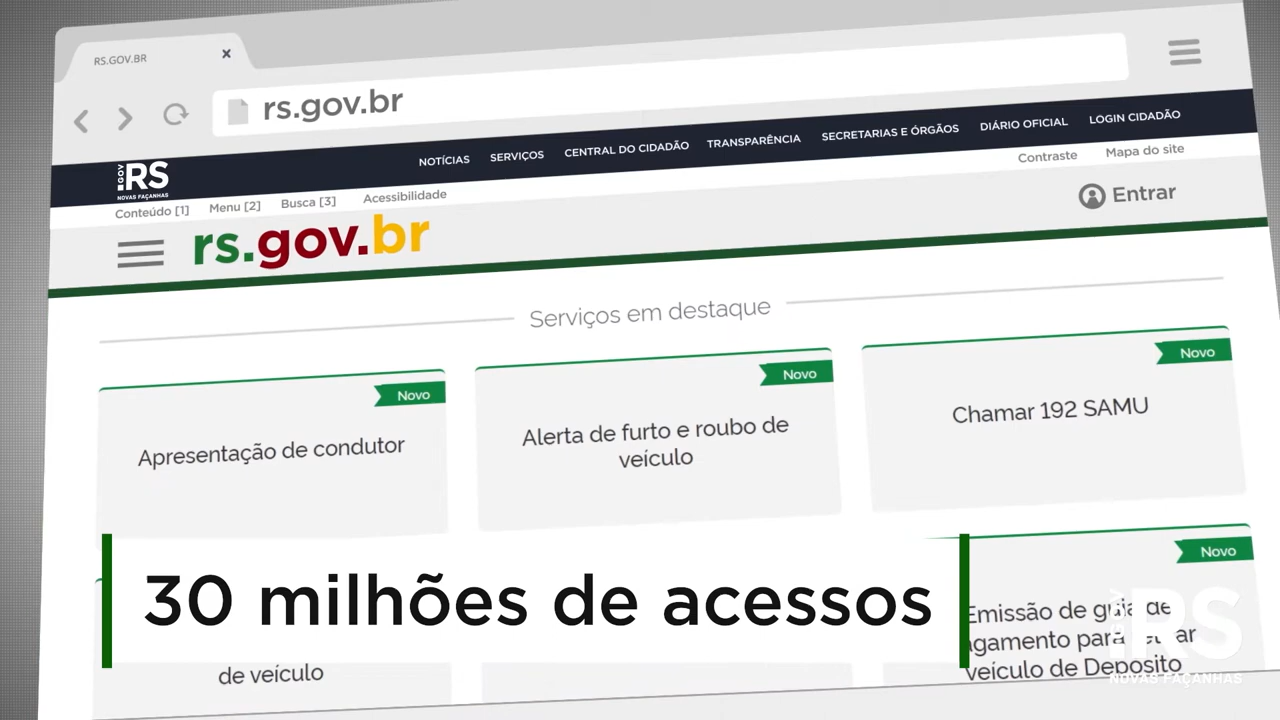 RS.GOV.BR
rs.gov.br
.GOV RS
NOVAS FAÇANHAS
NOTÍCIAS SERVIÇOS CENTRAL DO CIDADÃO TRANSPARÊNCIA SECRETARIAS E ÓRGÃOS DIÁRIO OFICIAL LOGIN CIDADÃO
Conteúdo [1] Menu [2] Busca [3] Acessibilidade Contraste Mapa do site
rs.gov.br
Entrar
Serviços em destaque
Novo
Apresentação de condutor
Novo
Alerta de furto e roubo de
veículo
Novo
Chamar 192 SAMU
30 milhões de acessos
de veículo
Novo
Emissão de guia de
para
veículo de Deposito
.GOV RS
NOVAS FAÇANHAS